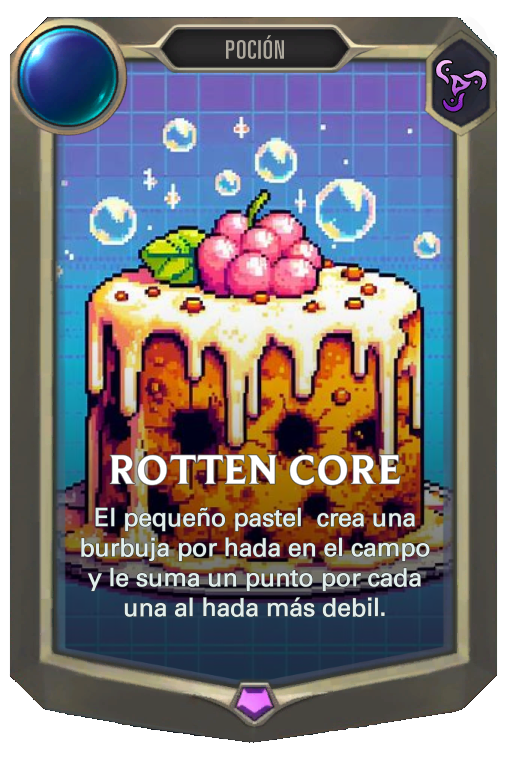 POCIÓN
ROTTEN CORE
El pequeño pastel crea una
burbuja por hada en el campo
y le suma un punto por cada
una al hada más debil.